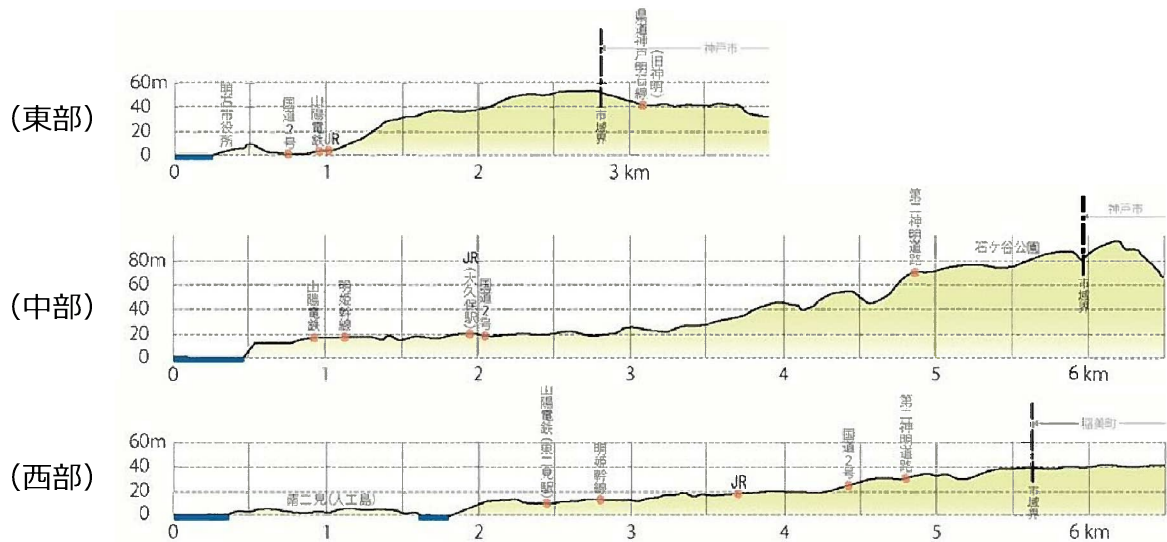 (東部)
60m
40
20
0
明石市役所
国道2号
山陽電鉄
JR
市域界
神戸市
県道神戸明石線
(旧神明)
0 1 2 3 km
(中部)
80m
60
40
20
0
山陽電鉄
明姫幹線
JR(大久保駅)
国道2号
第二神明道路
石ケ谷公園
市域界
神戸市
0 1 2 3 4 5 6 km
(西部)
60m
40
20
0
南二見(人工島)
山陽電鉄(東二見駅)
明姫幹線
JR
国道2号
第二神明道路
市域界
稲美町
0 1 2 3 4 5 6 km